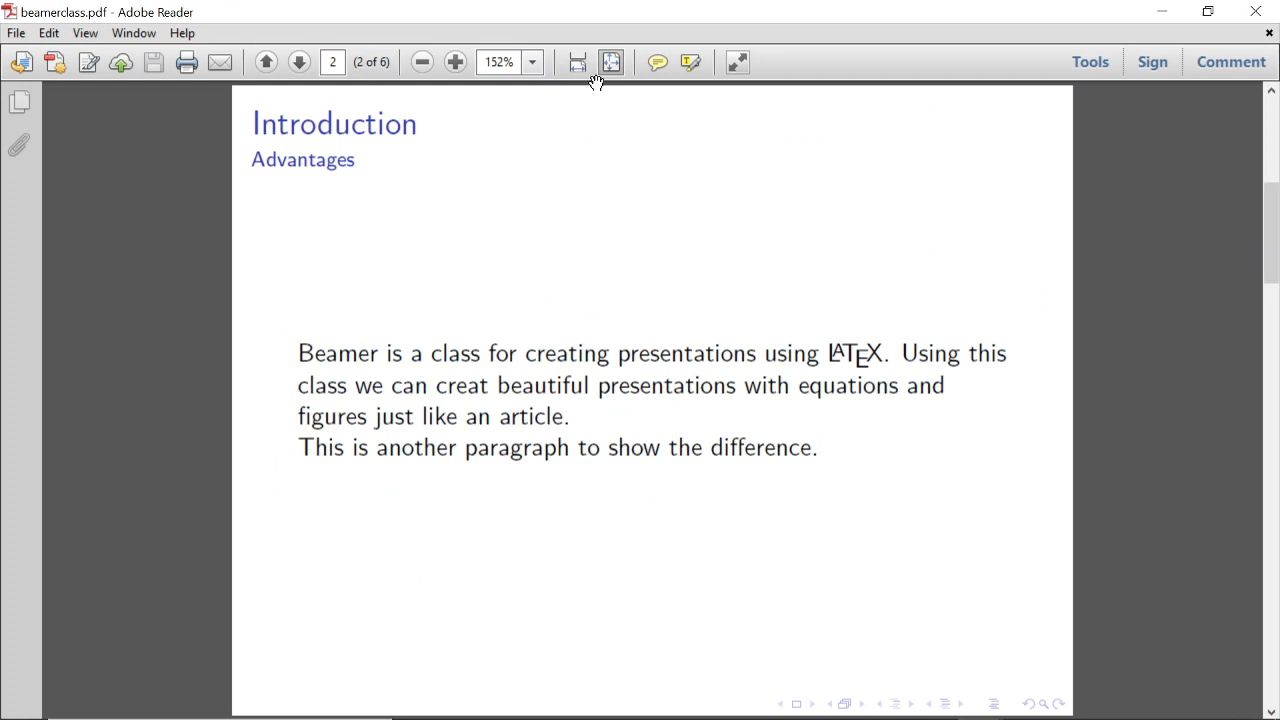 beamerclass.pdf - Adobe Reader
File Edit View Window Help
2 (2 of 6) 152% Tools Sign Comment
Introduction
Advantages
Beamer is a class for creating presentations using LATEX. Using this
class we can creat beautiful presentations with equations and
figures just like an article.
This is another paragraph to show the difference.